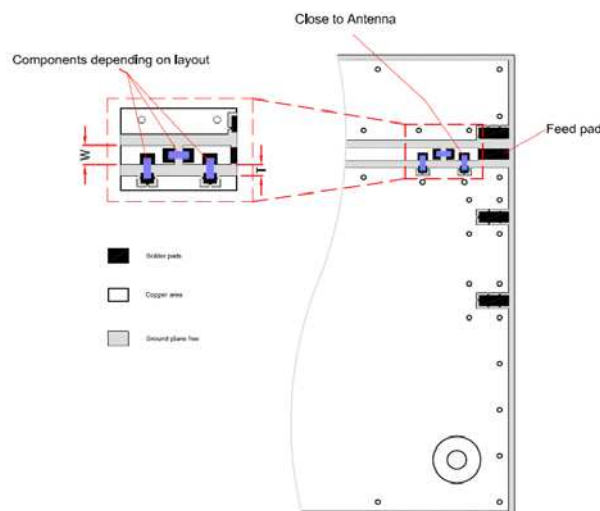 Close to Antenna
Components depending on layout
Feed pad
W
T
Solder pads
Copper area
Ground plane free